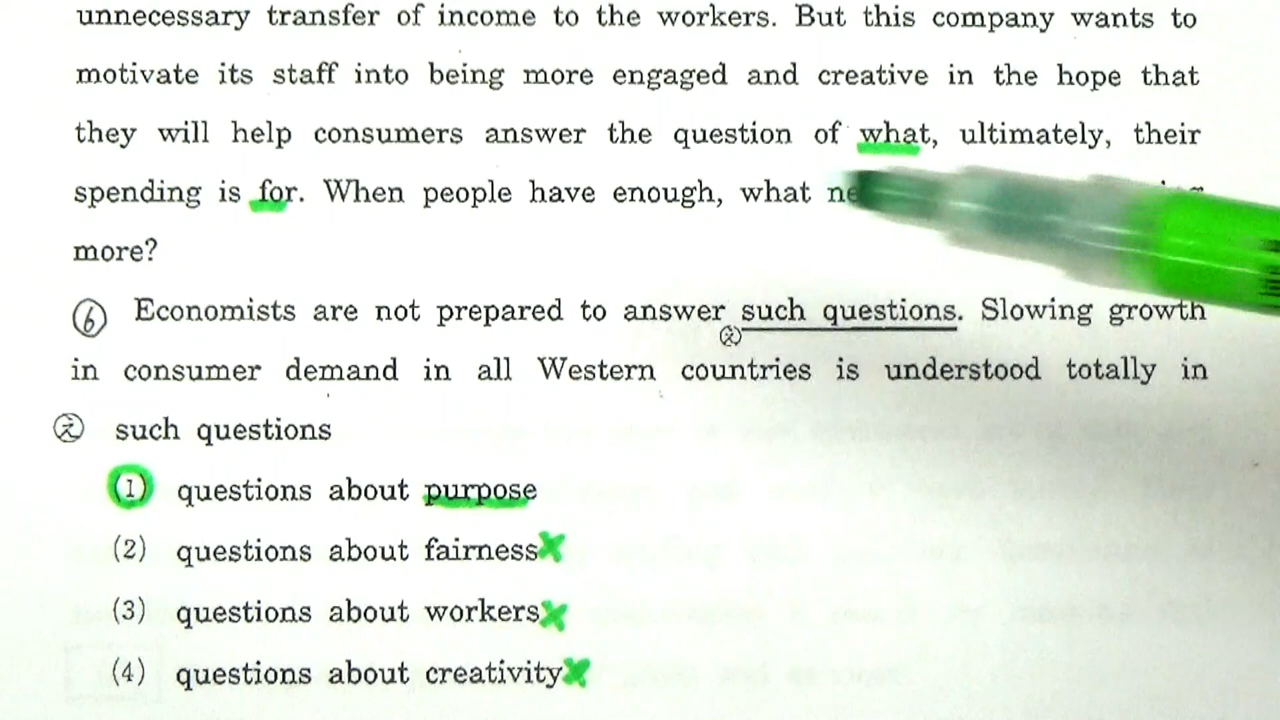 unnecessary transfer of income to the workers. But this company wants to
motivate its staff into being more engaged and creative in the hope that
they will help consumers answer the question of what, ultimately, their
spending is for. When people have enough, what
more?
⑥ Economists are not prepared to answer such questions. Slowing growth
(え)
in consumer demand in all Western countries is understood totally in
(え) such questions
(1) questions about purpose
(2) questions about fairness
(3) questions about workers
(4) questions about creativity